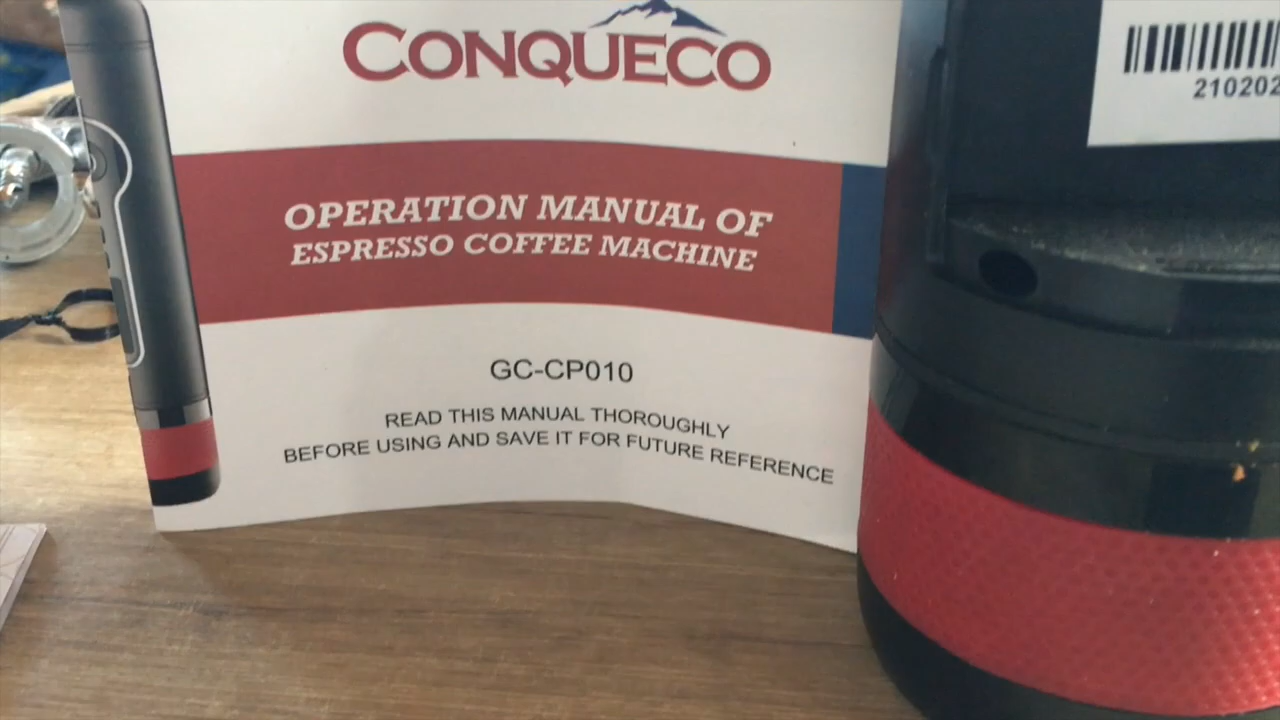 CONQUECO
OPERATION MANUAL OF
ESPRESSO COFFEE MACHINE
GC-CP010
READ THIS MANUAL THOROUGHLY
BEFORE USING AND SAVE IT FOR FUTURE REFERENCE
210202